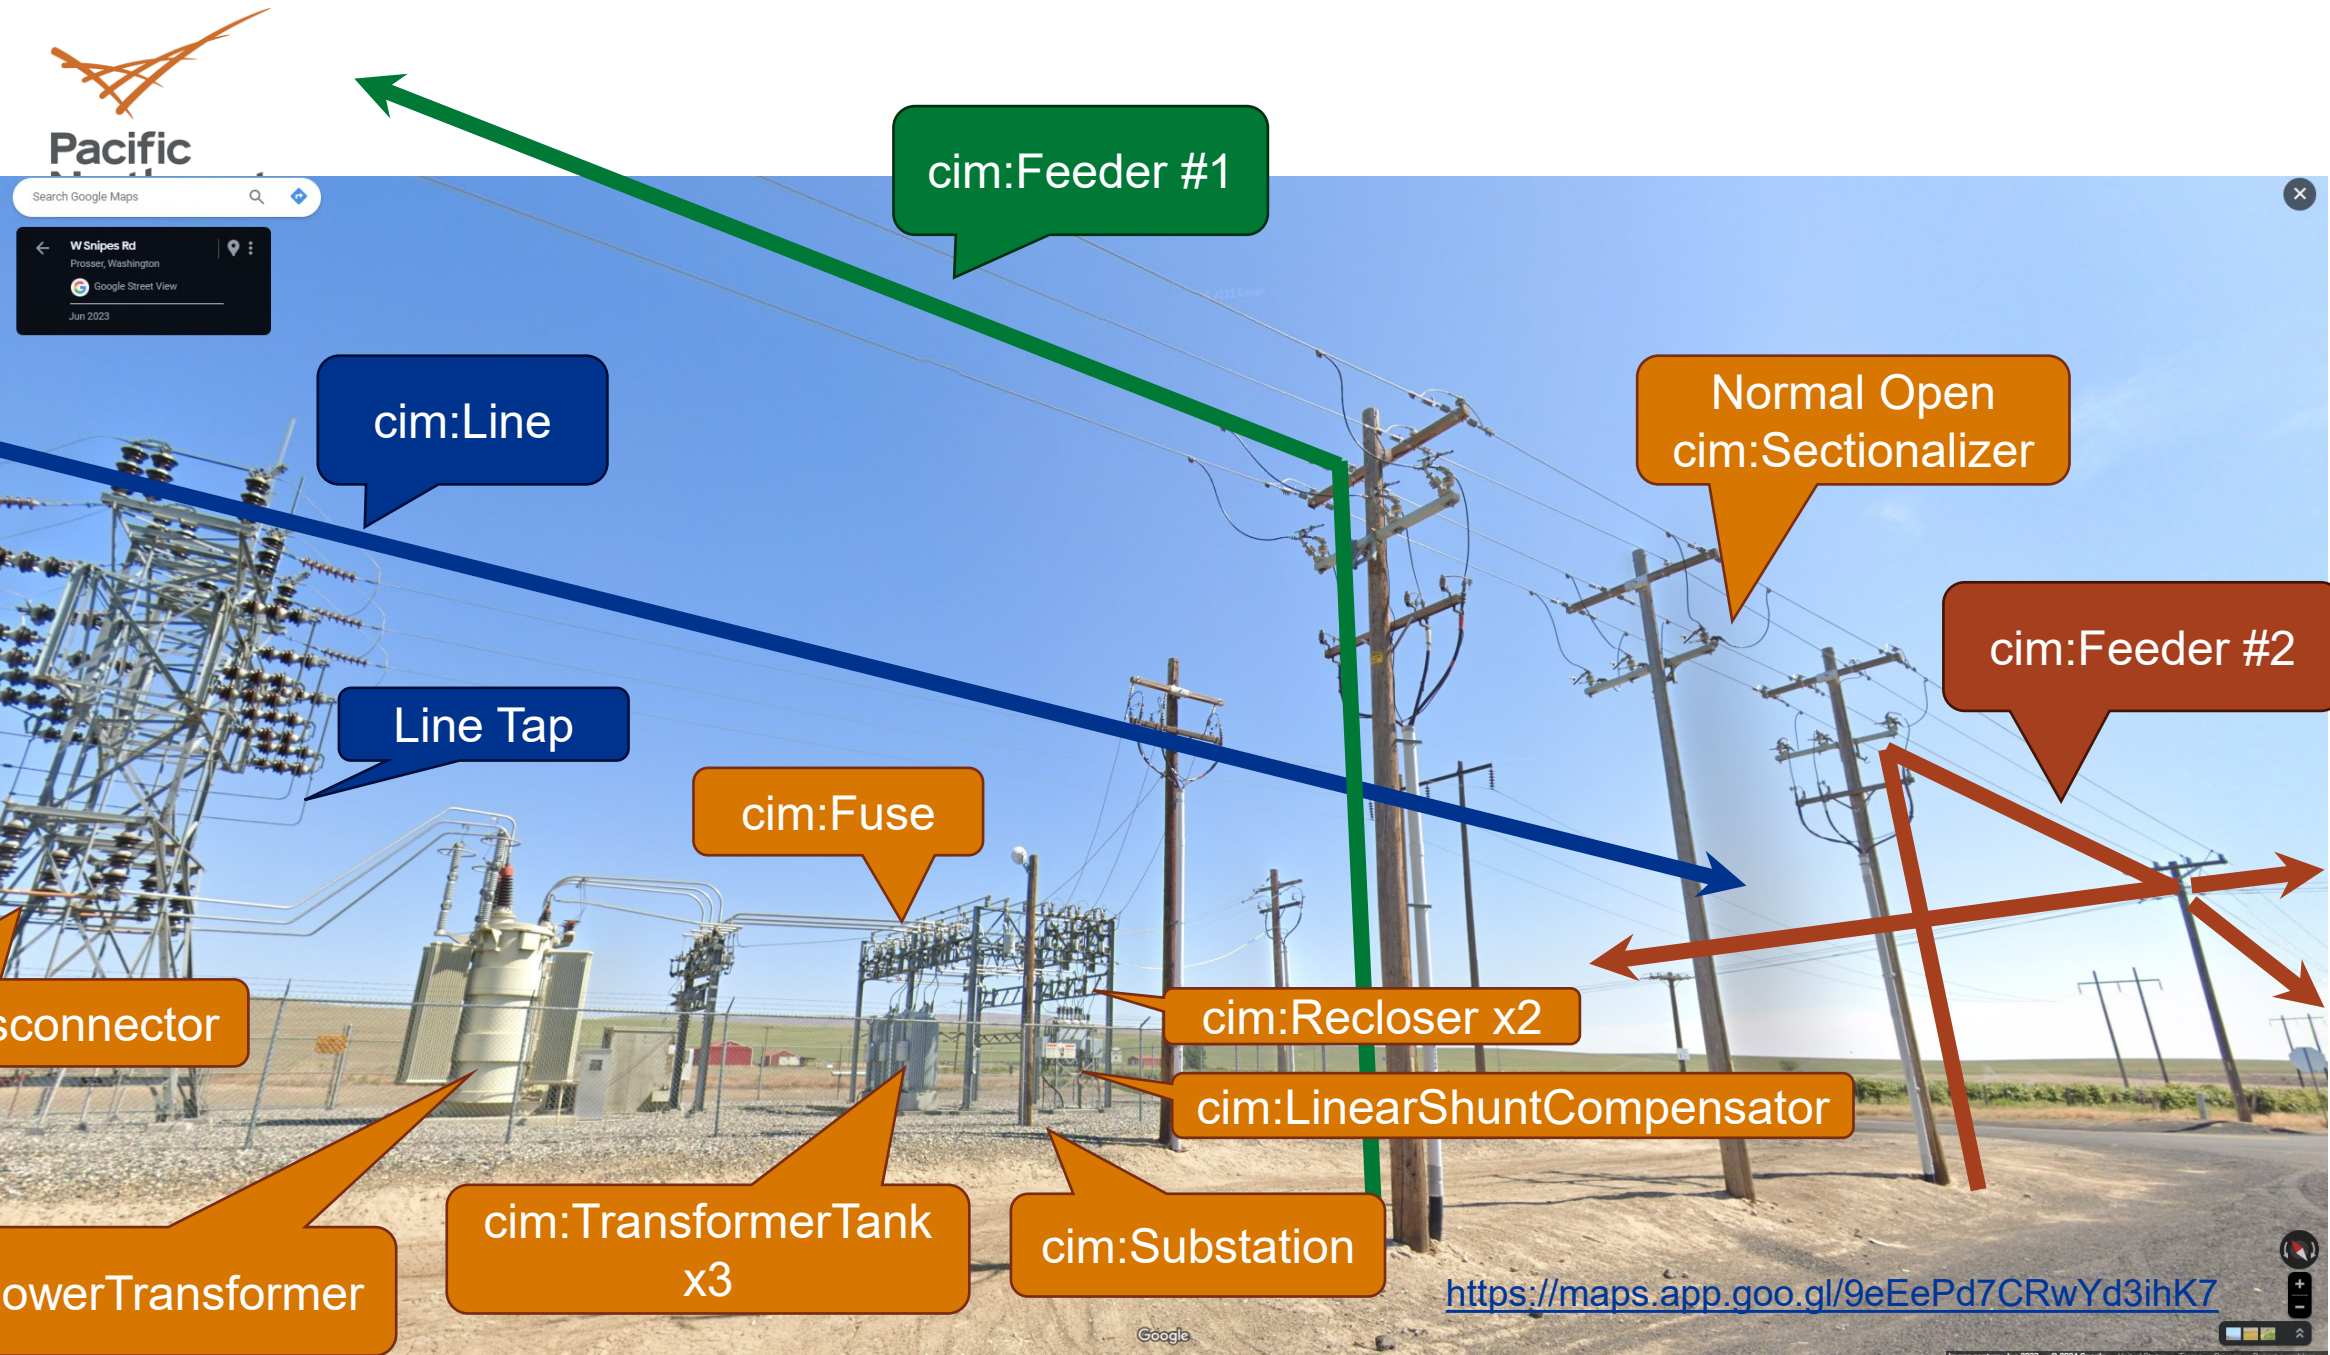 Pacific
cim:Feeder #1
Search Google Maps
W Snipes Rd
Prosser, Washington
Google Street View
Jun 2023
© 2023 Google
cim:Line
Normal Open
cim:Sectionalizer
cim:Feeder #2
Line Tap
cim:Fuse
sconnector
cim:Recloser x2
cim:LinearShuntCompensator
cim:TransformerTank
x3
cim:Substation
owerTransformer
https://maps.app.goo.gl/9eEePd7CRwYd3ihK7
Google